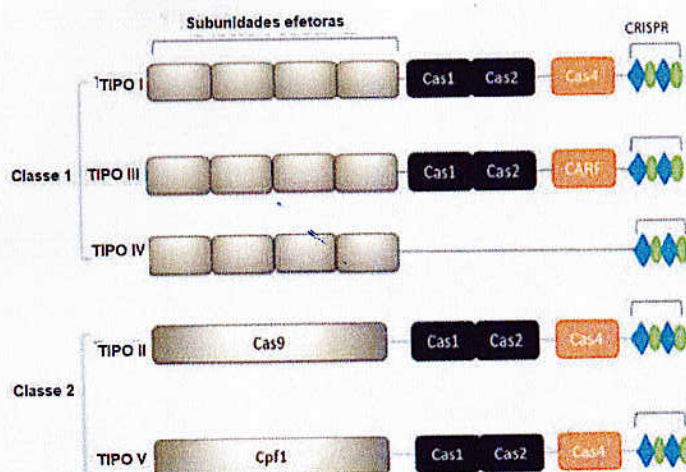 Subunidades efetoras
CRISPR
TIPO I Cas1 Cas2 Cas4
Classe 1
TIPO III Cas1 Cas2 CARF
TIPO IV
TIPO II Cas9 Cas1 Cas2 Cas4
Classe 2
TIPO V Cpf1 Cas1 Cas2 Cas4